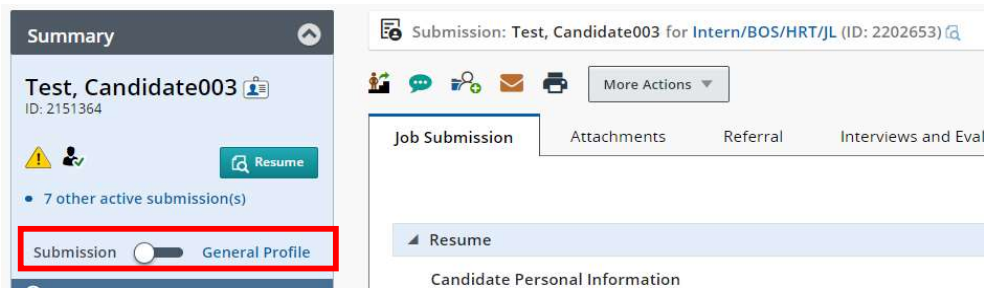 Summary
Test, Candidate003
ID: 2151364
Resume
7 other active submission(s)
Submission General Profile
Submission: Test, Candidate003 for Intern/BOS/HRT/JL (ID: 2202653)
More Actions
Job Submission Attachments Referral Interviews and Eval
Resume
Candidate Personal Information